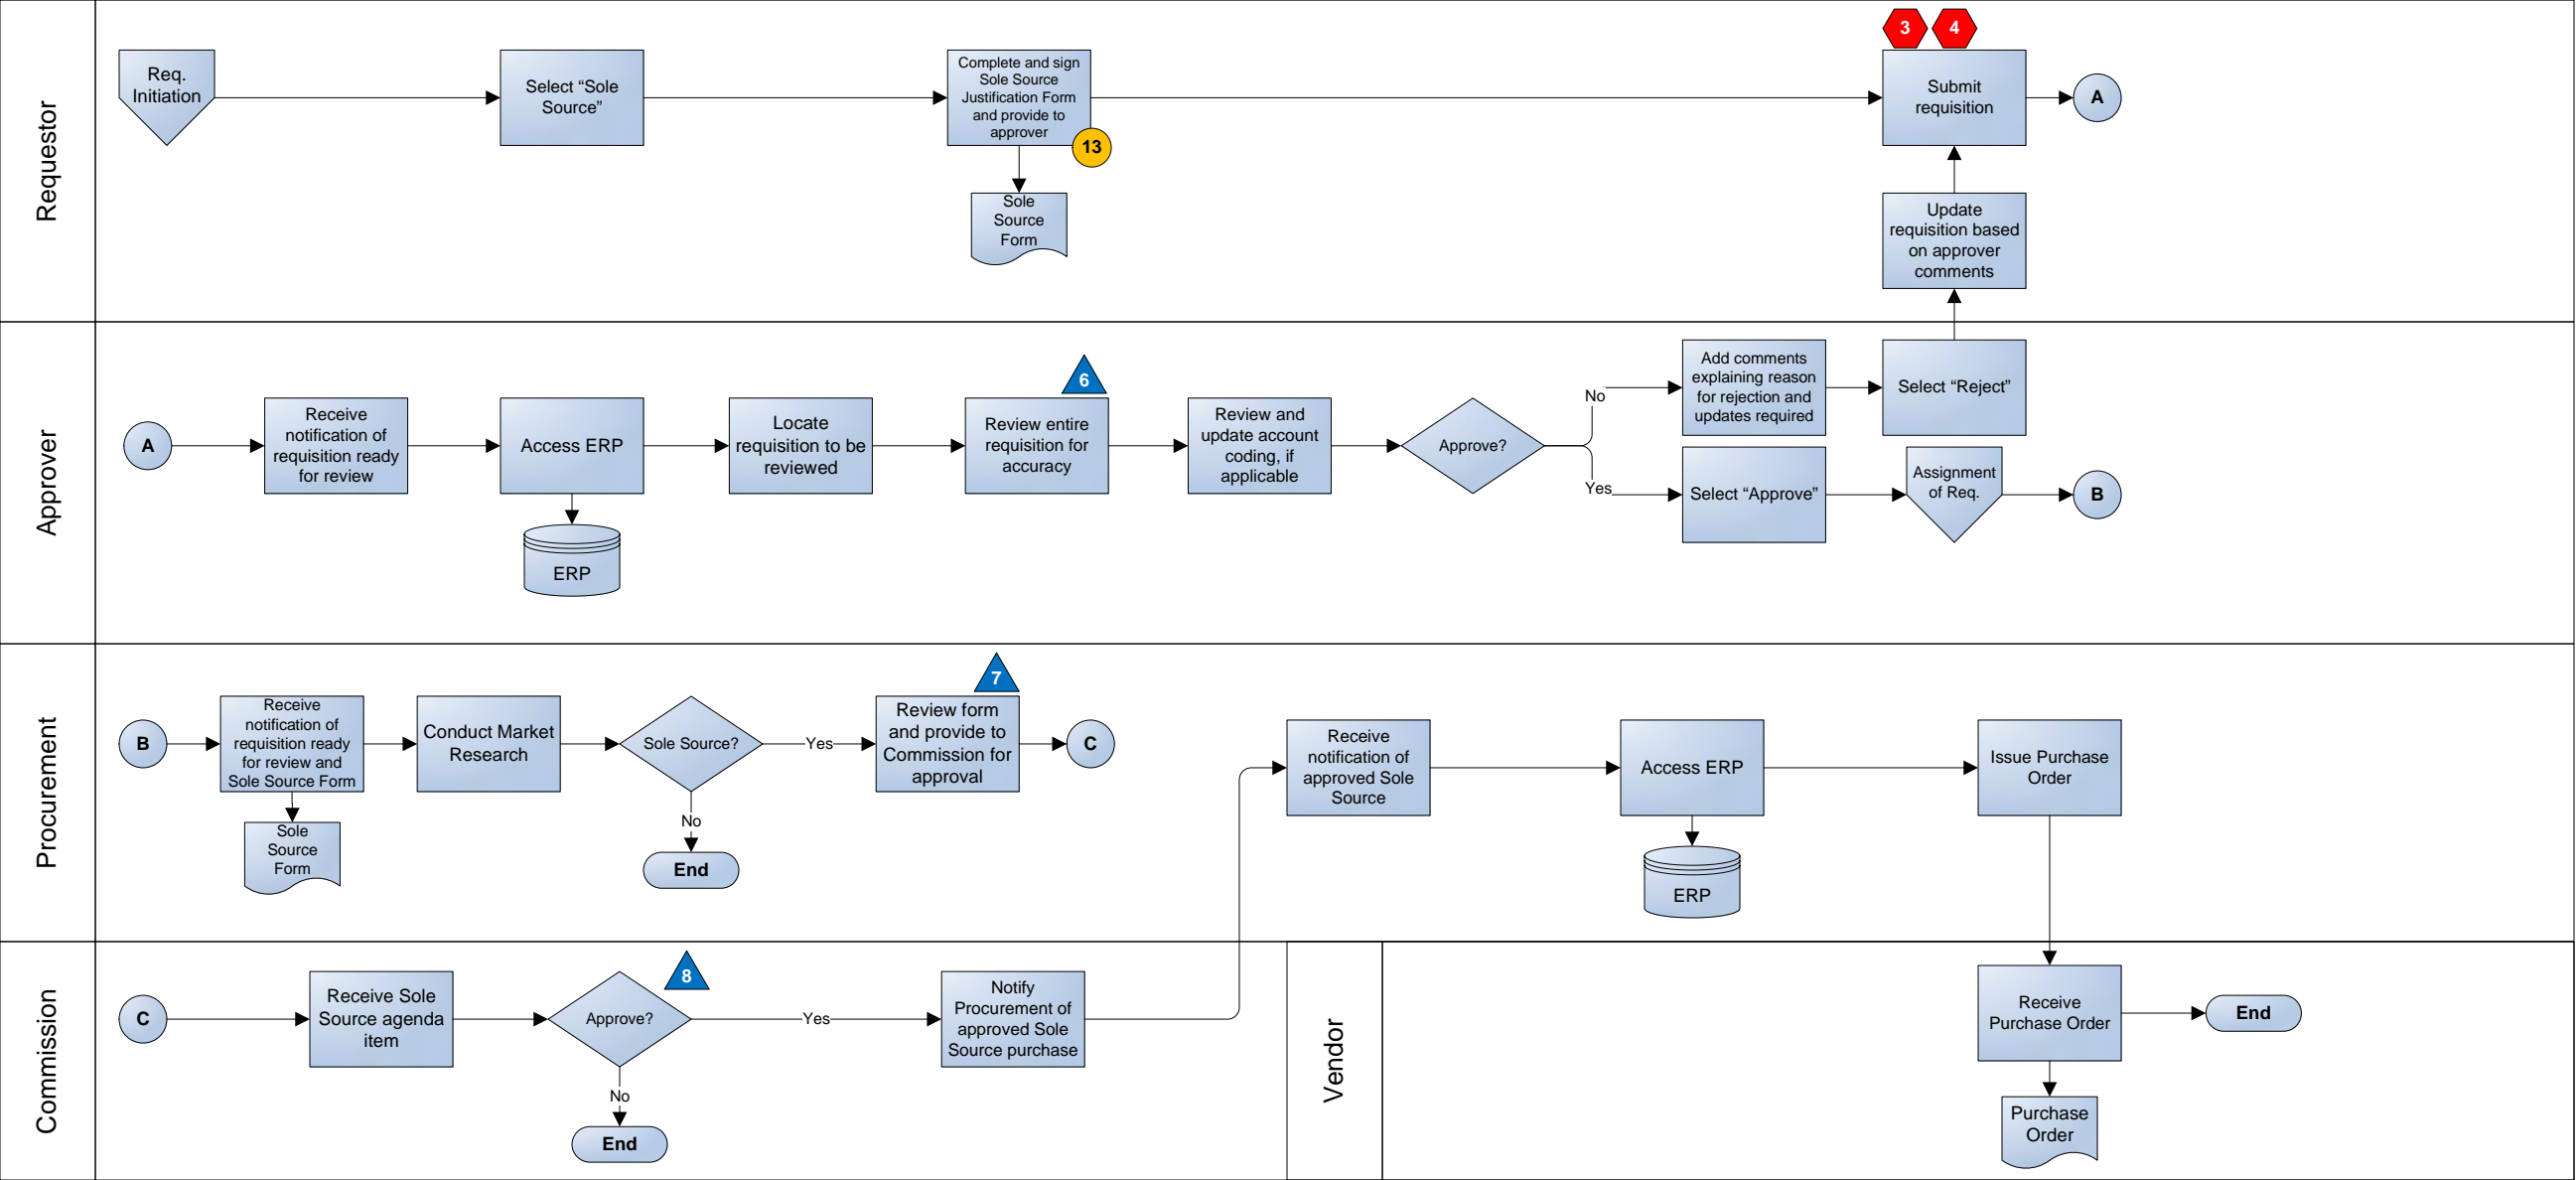 Requestor
Req.
Initiation
Select “Sole
Source”
Complete and sign
Sole Source
Justification Form
and provide to
approver
13
Sole
Source
Form
3
4
Submit
requisition
A
Update
requisition based
on approver
comments
Approver
A
Receive
notification of
requisition ready
for review
Access ERP
ERP
Locate
requisition to be
reviewed
6
Review entire
requisition for
accuracy
Review and
update account
coding, if
applicable
Approve?
No
Add comments
explaining reason
for rejection and
updates required
Select “Reject”
Yes
Select “Approve”
Assignment
of Req.
B
Procurement
B
Receive
notification of
requisition ready
for review and
Sole Source Form
Sole
Source
Form
Conduct Market
Research
Sole Source?
No
End
Yes
7
Review form
and provide to
Commission for
approval
C
Receive
notification of
approved Sole
Source
Access ERP
ERP
Issue Purchase
Order
Commission
C
Receive Sole
Source agenda
item
Approve?
8
No
End
Yes
Notify
Procurement of
approved Sole
Source purchase
Vendor
Receive
Purchase Order
End
Purchase
Order